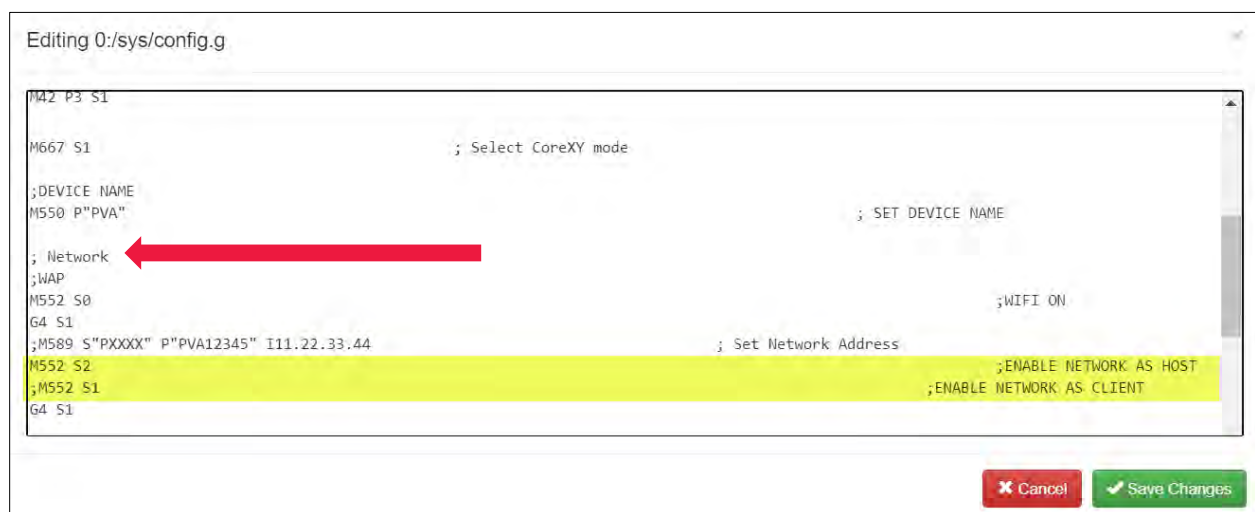 Editing 0:/sys/config.g
M42 P3 S1
M667 S1 ; Select CoreXY mode
;DEVICE NAME
M550 P"PVA" ; SET DEVICE NAME
; Network
;WAP
M552 S0 ;WIFI ON
G4 S1
;M589 S"PXXXX" P"PVA12345" I11.22.33.44 ; Set Network Address
M552 S2 ;ENABLE NETWORK AS HOST
;M552 S1 ;ENABLE NETWORK AS CLIENT
G4 S1
Cancel Save Changes